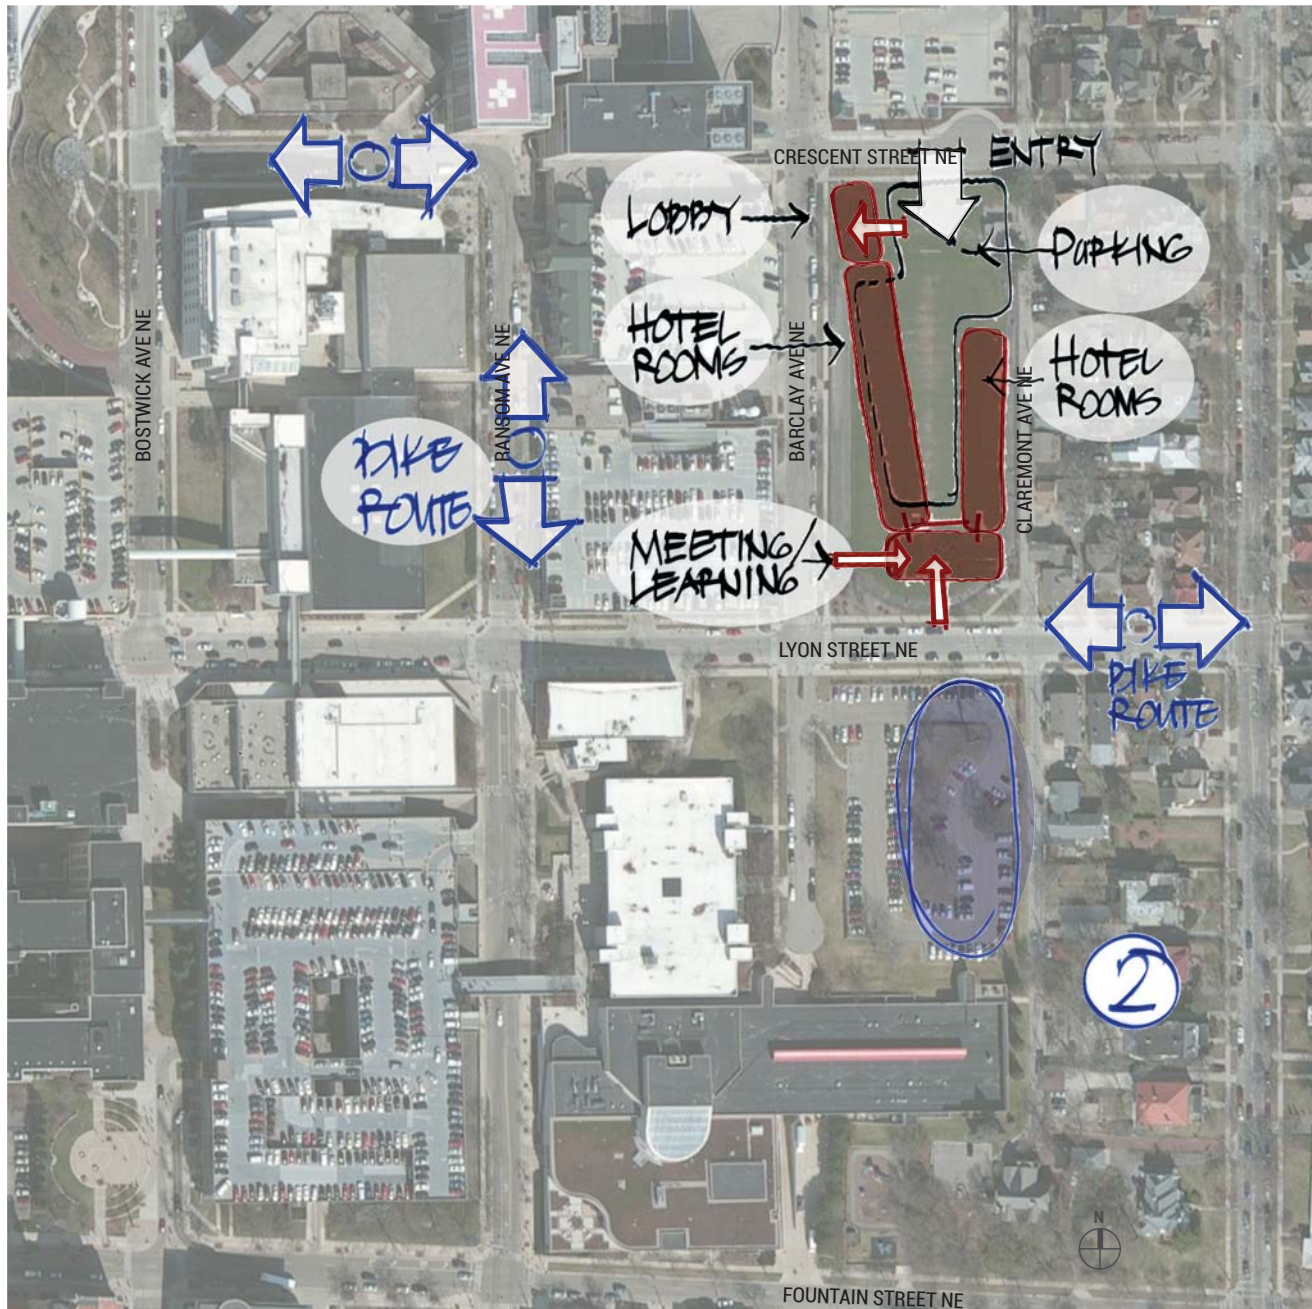 CRESCENT STREET NE
ENTRY
LOBBY
PARKING
HOTEL
ROOMS
HOTEL
ROOMS
BOSTWICK AVE NE
RANSOM AVE NE
BARCLAY AVE NE
CLAREMONT AVE NE
BIKE
ROUTE
MEETING/
LEARNING
LYON STREET NE
BIKE
ROUTE
2
N
FOUNTAIN STREET NE